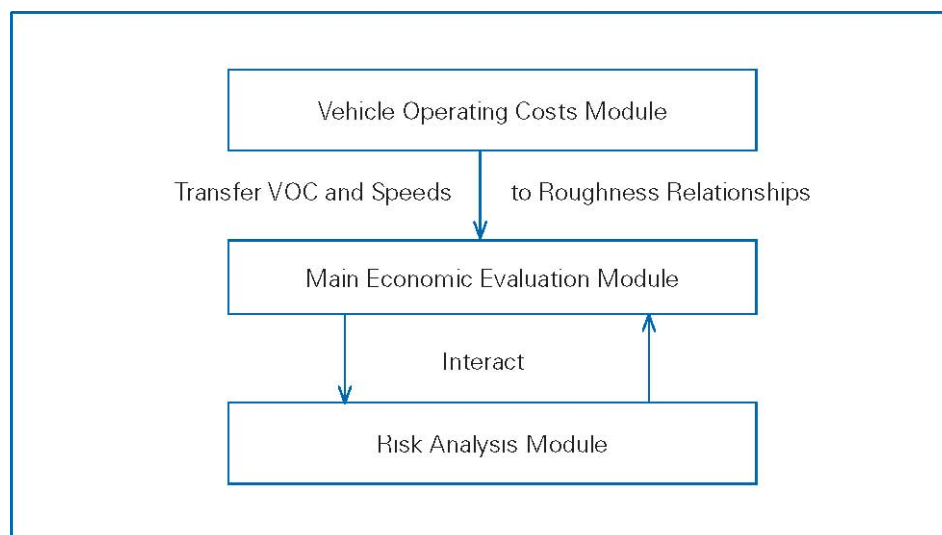 Vehicle Operating Costs Module
Transfer VOC and Speeds to Roughness Relationships
Main Economic Evaluation Module
Interact
Risk Analysis Module